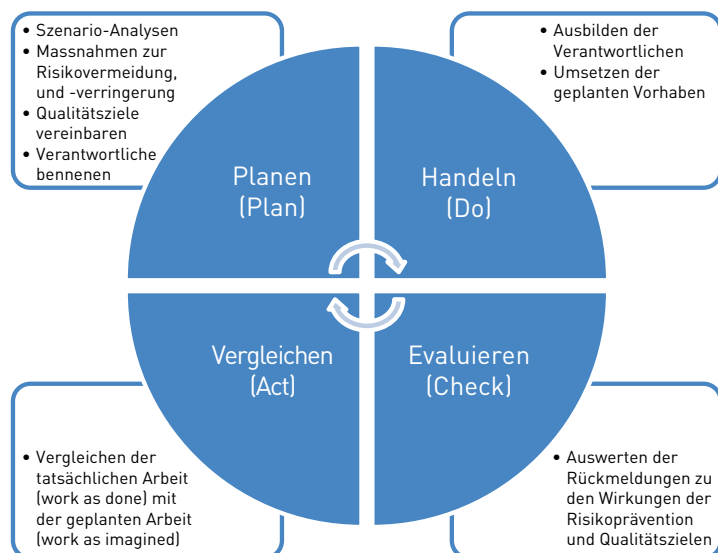 • Szenario-Analysen
• Massnahmen zur
Risikovermeidung,
und -verringerung
• Qualitätsziele
vereinbaren
• Verantwortliche
bennenen
Planen
(Plan)
• Ausbilden der
Verantwortlichen
• Umsetzen der
geplanten Vorhaben
Handeln
(Do)
Vergleichen
(Act)
• Vergleichen der
tatsächlichen Arbeit
(work as done) mit
der geplanten Arbeit
(work as imagined)
Evaluieren
(Check)
• Auswerten der
Rückmeldungen zu
den Wirkungen der
Risikoprävention
und Qualitätszielen